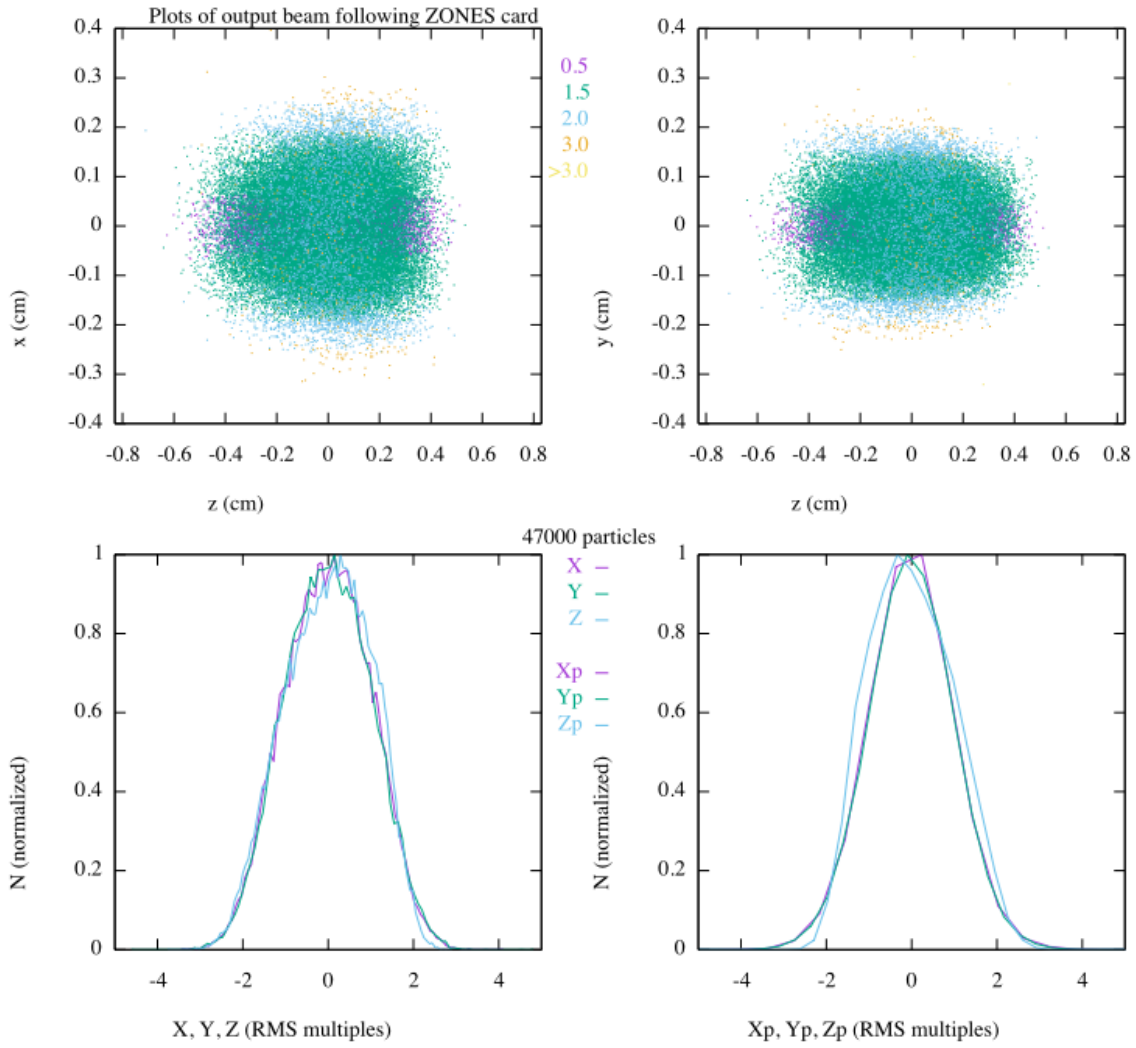 Plots of output beam following ZONES card
0.4
0.3
0.2
0.1
0
-0.1
-0.2
-0.3
-0.4
x (cm)
-0.8 -0.6 -0.4 -0.2 0 0.2 0.4 0.6 0.8
z (cm)
0.5
1.5
2.0
3.0
>3.0
0.4
0.3
0.2
0.1
0
-0.1
-0.2
-0.3
-0.4
y (cm)
-0.8 -0.6 -0.4 -0.2 0 0.2 0.4 0.6 0.8
z (cm)
47000 particles
1
0.8
0.6
0.4
0.2
0
N (normalized)
-4 -2 0 2 4
X, Y, Z (RMS multiples)
X
Y
Z
Xp
Yp
Zp
1
0.8
0.6
0.4
0.2
0
N (normalized)
-4 -2 0 2 4
Xp, Yp, Zp (RMS multiples)